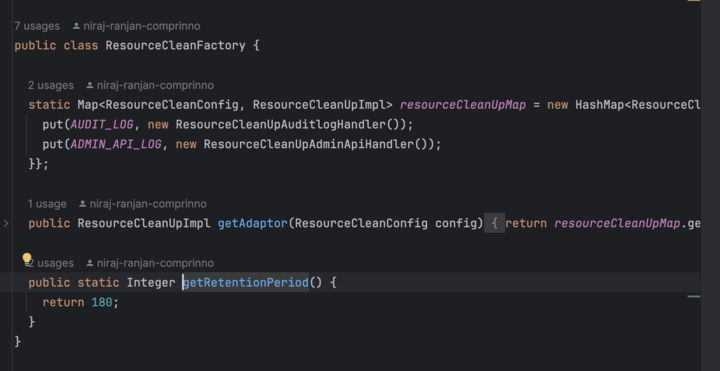 7 usages niraj-ranjan-comprinno
public class ResourceCleanFactory {
2 usages niraj-ranjan-comprinno
static Map<ResourceCleanConfig, ResourceCleanUpImpl> resourceCleanUpMap = new HashMap<ResourceCl
put(AUDIT_LOG, new ResourceCleanUpAuditlogHandler());
put(ADMIN_API_LOG, new ResourceCleanUpAdminApiHandler());
}};
1 usage niraj-ranjan-comprinno
public ResourceCleanUpImpl getAdaptor(ResourceCleanConfig config) { return resourceCleanUpMap.ge
usages niraj-ranjan-comprinno
public static Integer getRetentionPeriod() {
return 180;
}
}